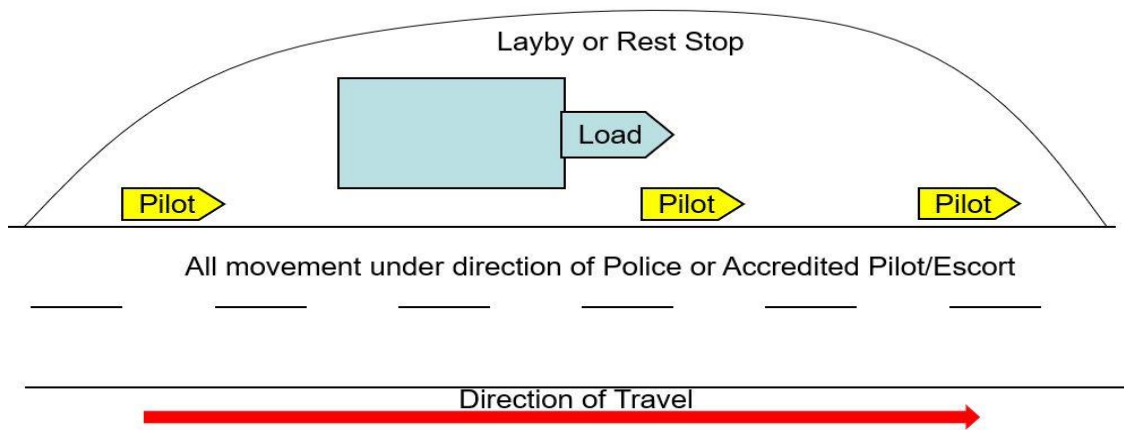 Layby or Rest Stop
Load
Pilot
Pilot
Pilot
All movement under direction of Police or Accredited Pilot/Escort
Direction of Travel